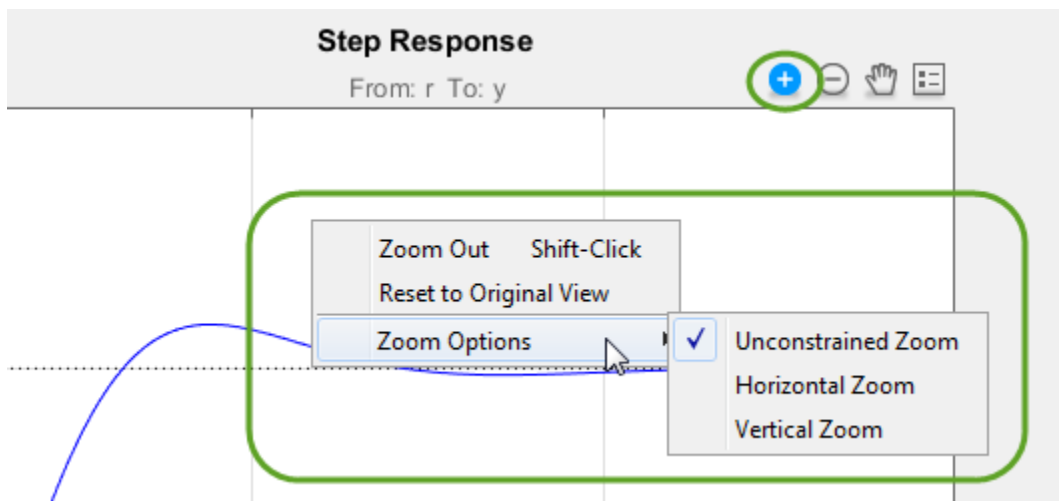 Step Response
From: r To: y
Zoom Out Shift-Click
Reset to Original View
Zoom Options
Unconstrained Zoom
Horizontal Zoom
Vertical Zoom